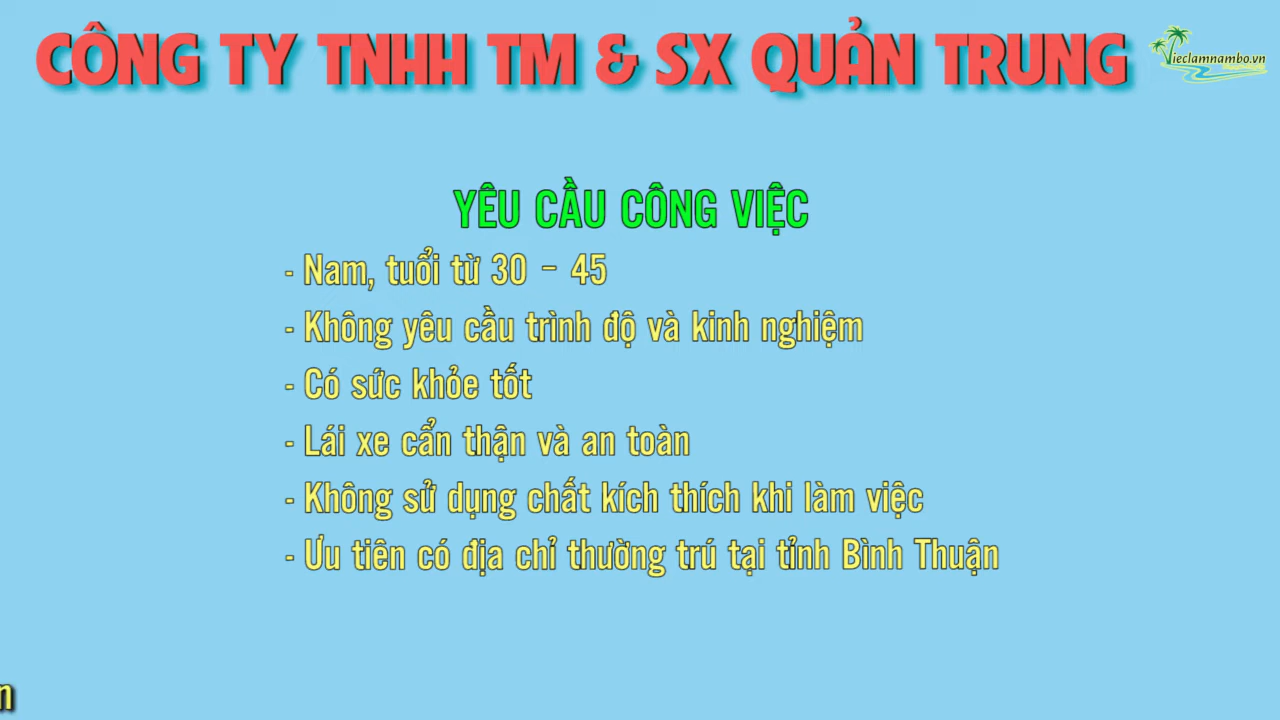 CÔNG TY TNHH TM & SX QUẢN TRUNG
Vieclamnambo.vn
YÊU CẦU CÔNG VIỆC
- Nam, tuổi từ 30 – 45
- Không yêu cầu trình độ và kinh nghiệm
- Có sức khỏe tốt
- Lái xe cẩn thận và an toàn
- Không sử dụng chất kích thích khi làm việc
- Ưu tiên có địa chỉ thường trú tại tỉnh Bình Thuận